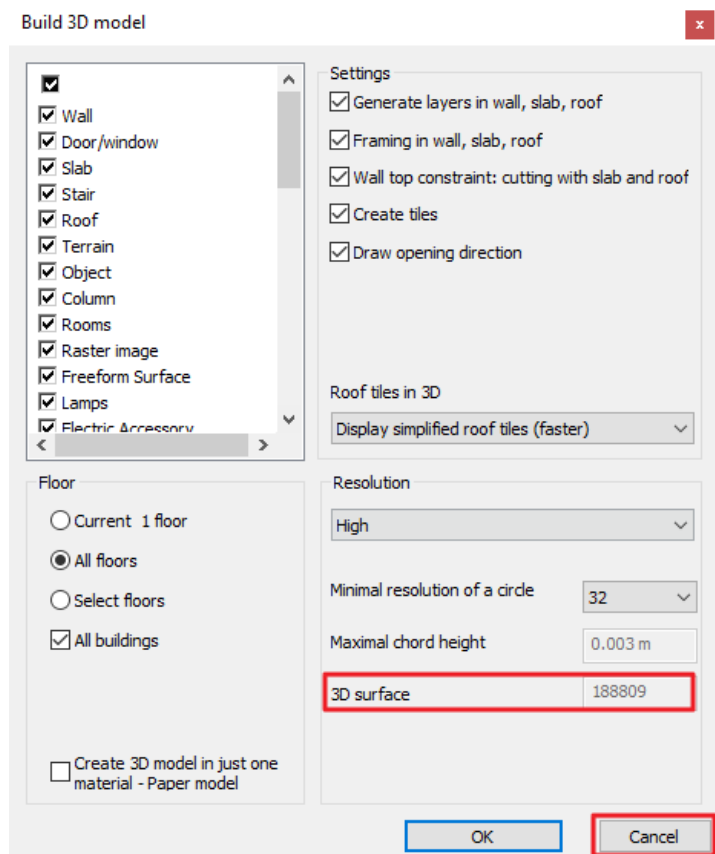 Build 3D model
x
Wall
Door/window
Slab
Stair
Roof
Terrain
Object
Column
Rooms
Raster image
Freeform Surface
Lamps
Electric Accessory
Settings
Generate layers in wall, slab, roof
Framing in wall, slab, roof
Wall top constraint: cutting with slab and roof
Create tiles
Draw opening direction
Roof tiles in 3D
Display simplified roof tiles (faster)
Floor
Current 1 floor
All floors
Select floors
All buildings
Create 3D model in just one
material - Paper model
Resolution
High
Minimal resolution of a circle 32
Maximal chord height 0.003 m
3D surface 188809
OK Cancel